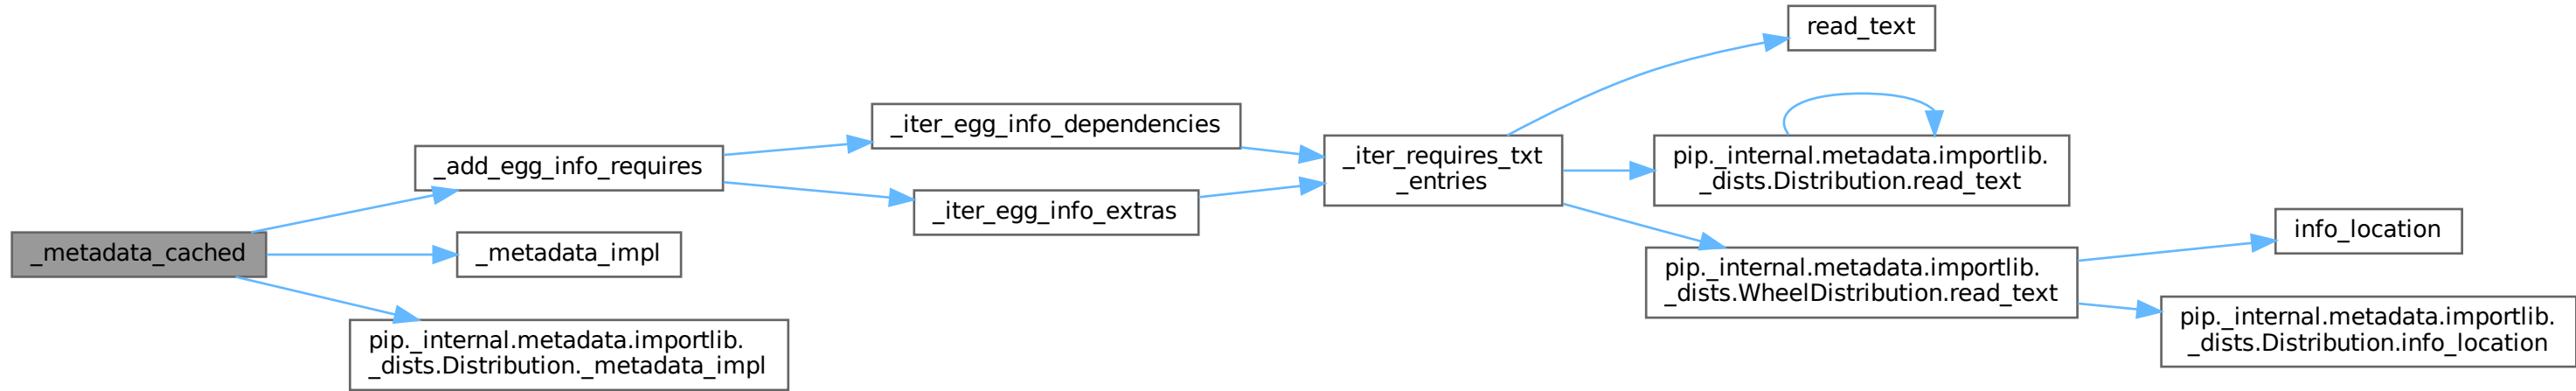 _metadata_cached
_add_egg_info_requires
_metadata_impl
pip._internal.metadata.importlib.
_dists.Distribution._metadata_impl
_iter_egg_info_dependencies
_iter_egg_info_extras
_iter_requires_txt
_entries
read_text
pip._internal.metadata.importlib.
_dists.Distribution.read_text
pip._internal.metadata.importlib.
_dists.WheelDistribution.read_text
info_location
pip._internal.metadata.importlib.
_dists.Distribution.info_location